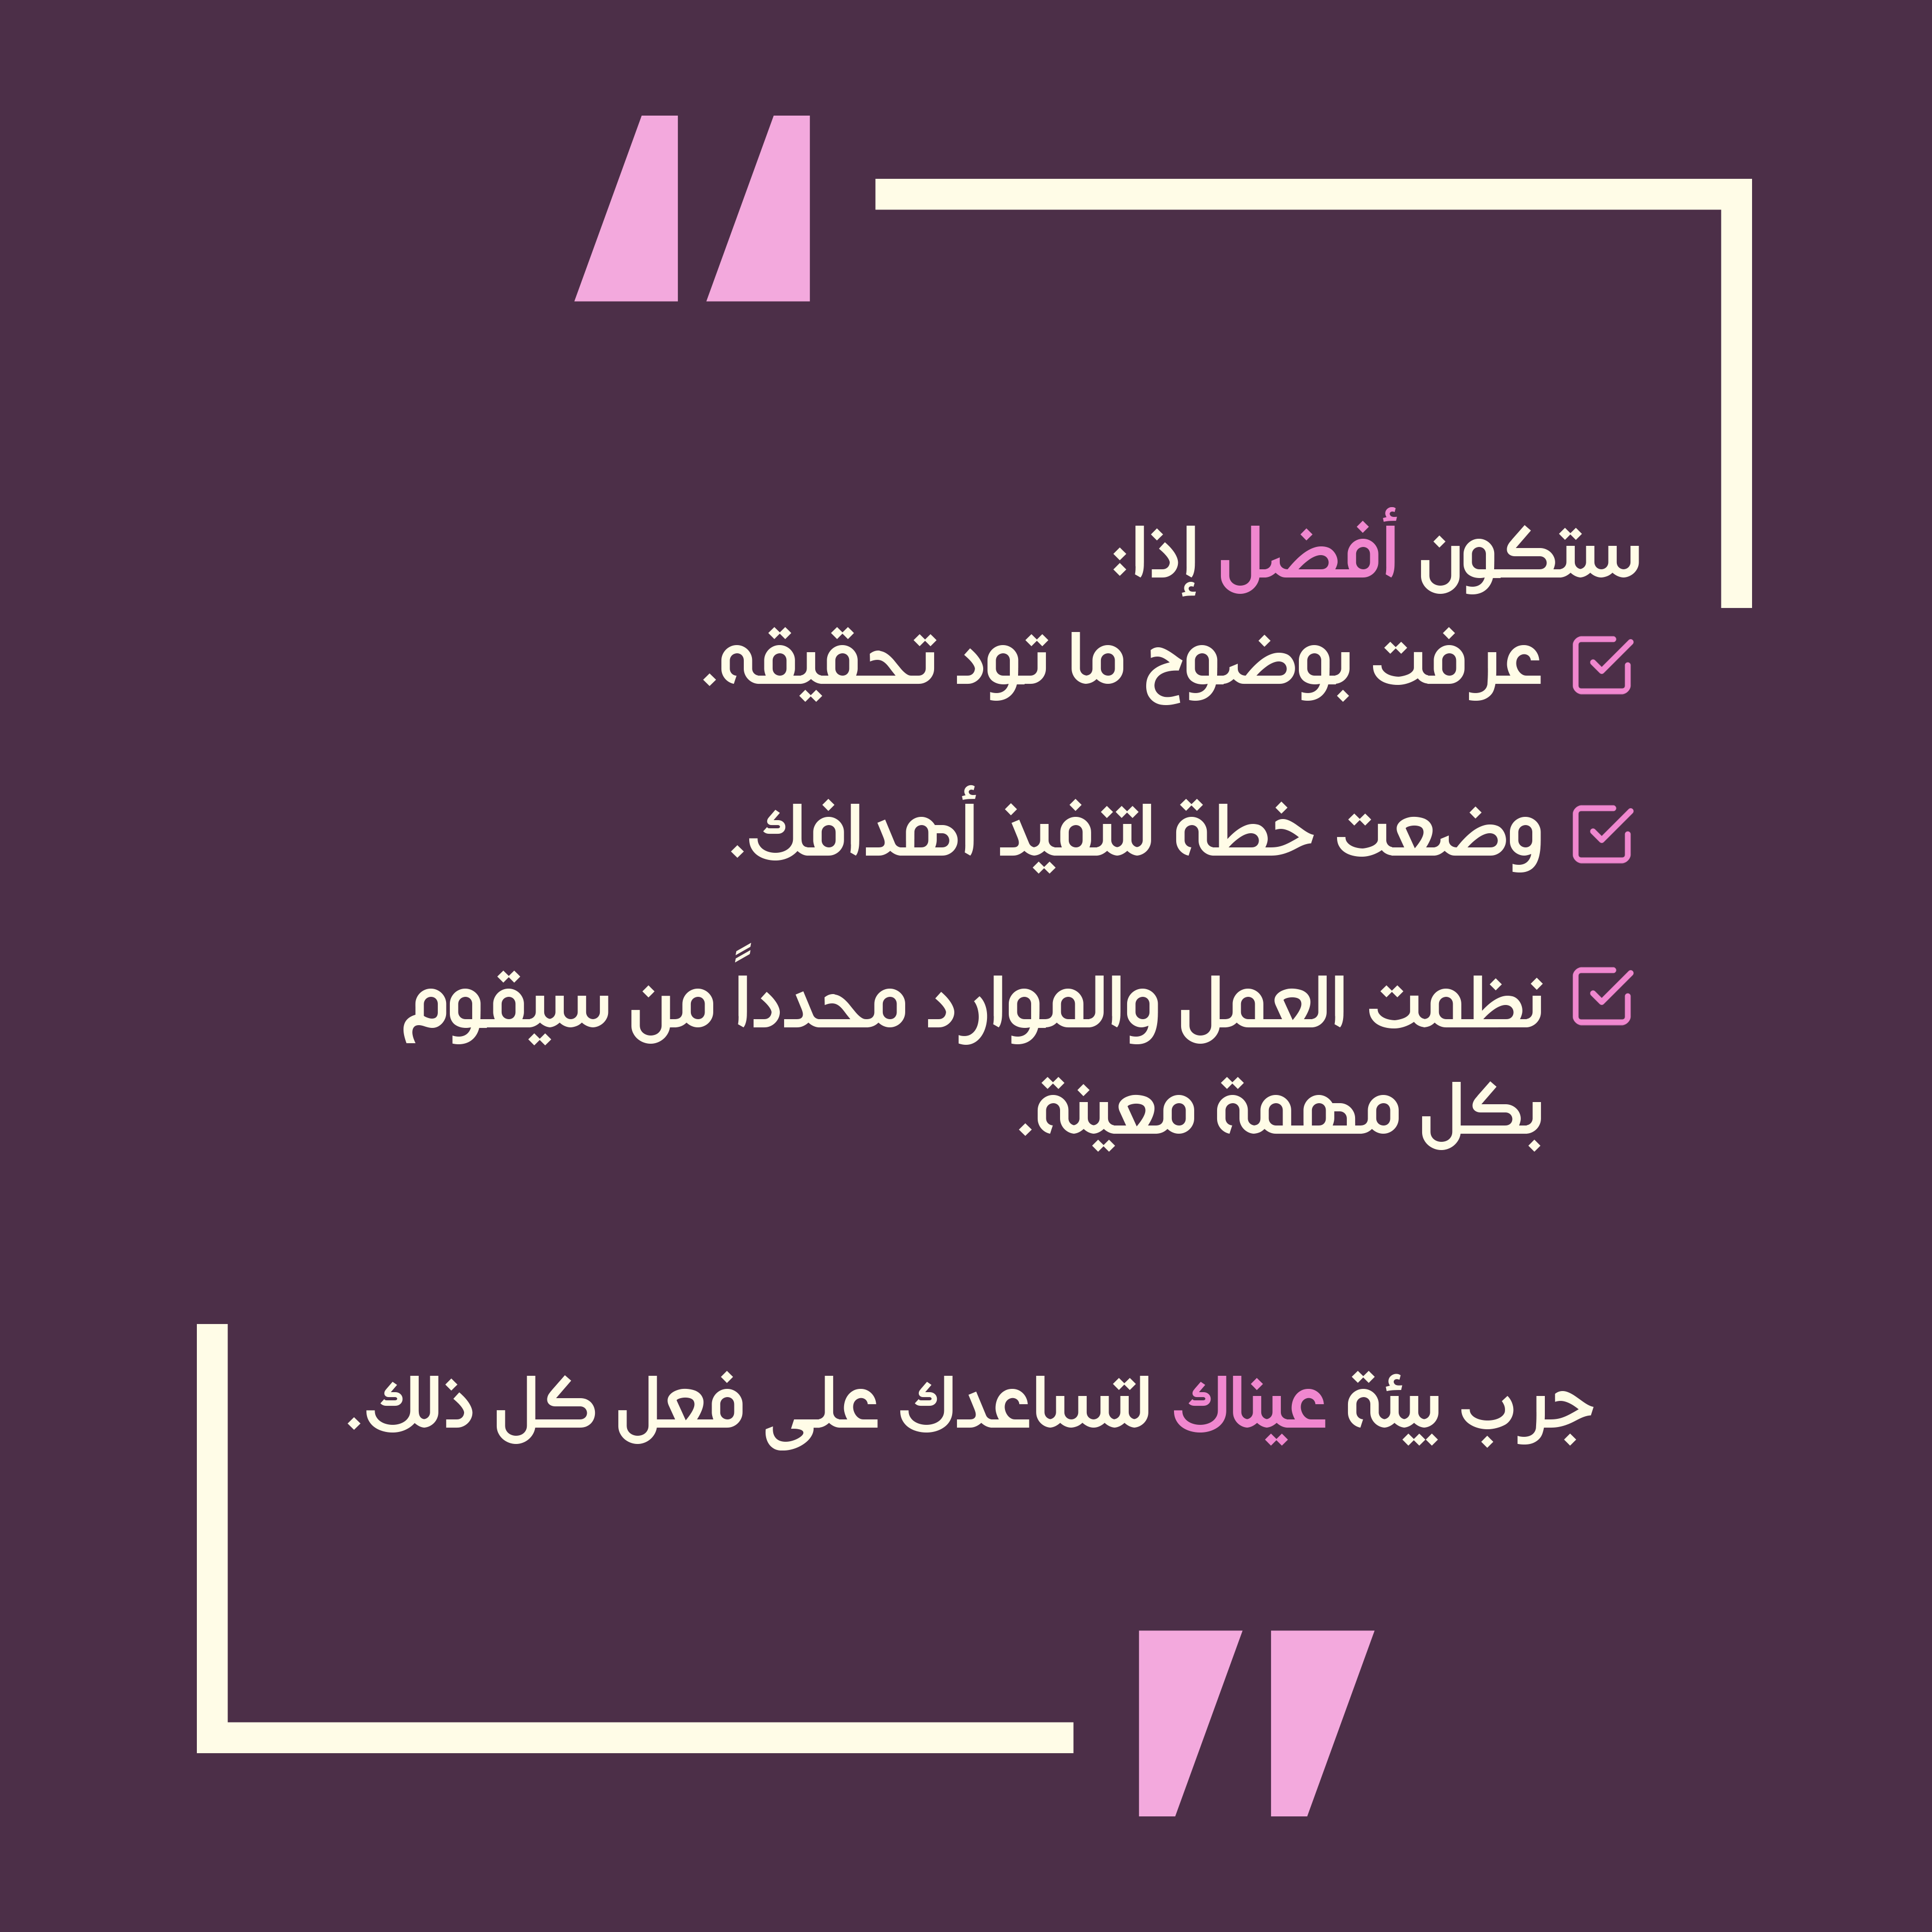 ستكون أفضل إذا:
عرفت بوضوح ما تود تحقيقه.
وضعت خطة لتنفيذ أهدافك.
نظمت العمل والموارد محدداً من سيقوم
بكل مهمة معينة.
جرب بيئة عيناك لتساعدك على فعل كل ذلك.